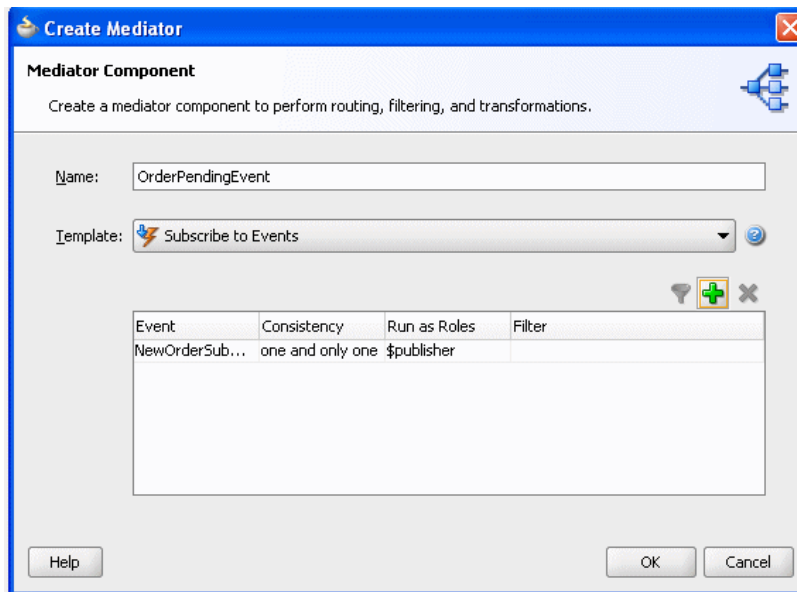 Create Mediator
Mediator Component
Create a mediator component to perform routing, filtering, and transformations.
Name: OrderPendingEvent
Template: Subscribe to Events
Event Consistency Run as Roles Filter
NewOrderSub... one and only one $publisher
Help OK Cancel